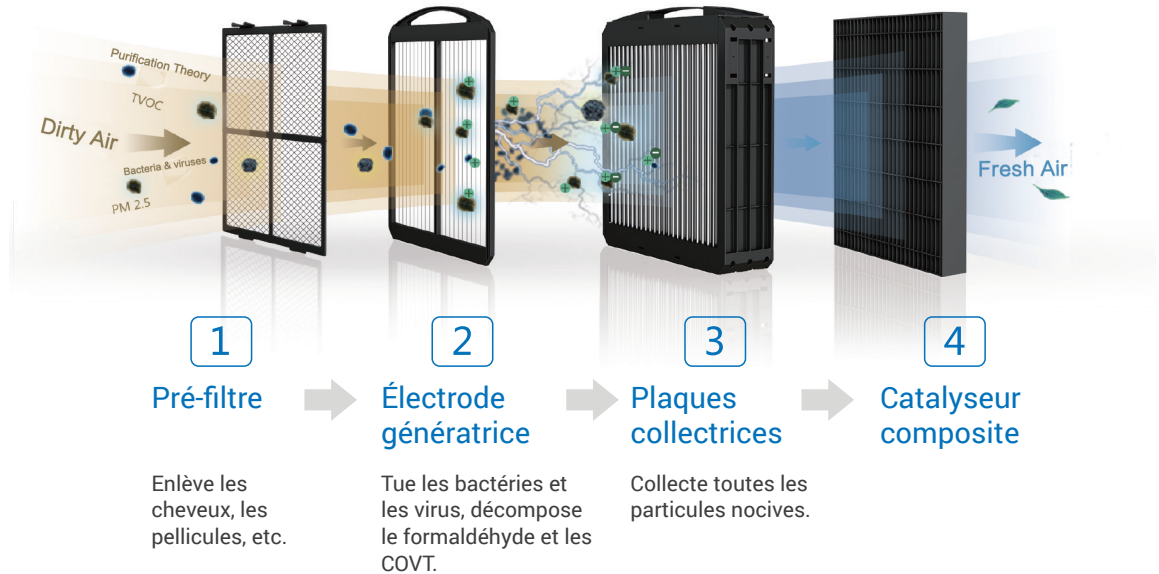 Purification Theory
TVOC
Dirty Air
Bacteria & viruses
PM 2.5
Fresh Air
1
Pré-filtre
Enlève les
cheveux, les
pellicules, etc.
2
Électrode
génératrice
Tue les bactéries et
les virus, décompose
le formaldéhyde et les
COVT.
3
Plaques
collectrices
Collecte toutes les
particules nocives.
4
Catalyseur
composite